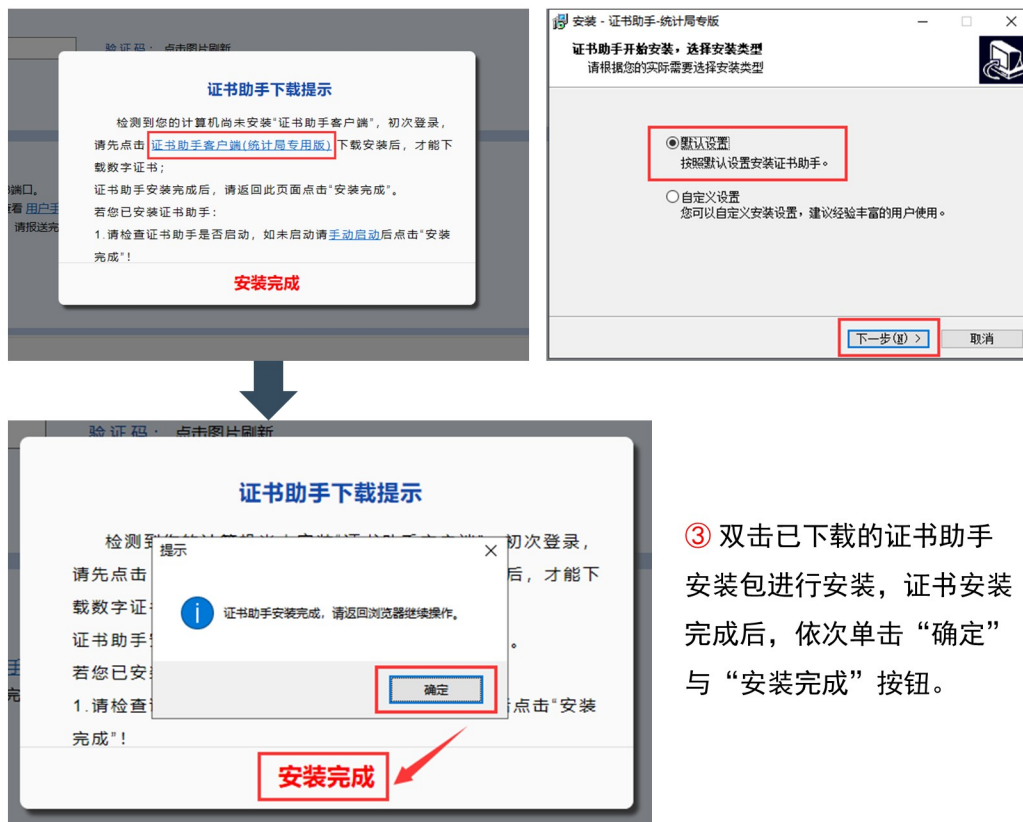 验证码： 点击图片刷新
证书助手下载提示
检测到您的计算机尚未安装“证书助手客户端”，初次登录，
请先点击 证书助手客户端(统计局专用版) 下载安装后，才能下
载数字证书；
证书助手安装完成后，请返回此页面点击“安装完成”。
若您已安装证书助手：
1.请检查证书助手是否启动，如未启动请手动启动后点击“安装
完成”！
安装完成
端口。
看 用户手
请报送完
安装 - 证书助手-统计局专版
证书助手开始安装，选择安装类型
请根据您的实际需要选择安装类型
默认设置
按照默认设置安装证书助手。
自定义设置
您可以自定义安装设置，建议经验丰富的用户使用。
下一步(N) >
取消
验证码： 点击图片刷新
证书助手下载提示
检测到 初次登录，
请先点击 后，才能下
载数字证
证书助手 。
若您已安
1.请检查 后点击“安装
完成”！
提示
证书助手安装完成，请返回浏览器继续操作。
确定
安装完成
手
完
③ 双击已下载的证书助手
安装包进行安装，证书安装
完成后，依次单击“确定”
与“安装完成”按钮。